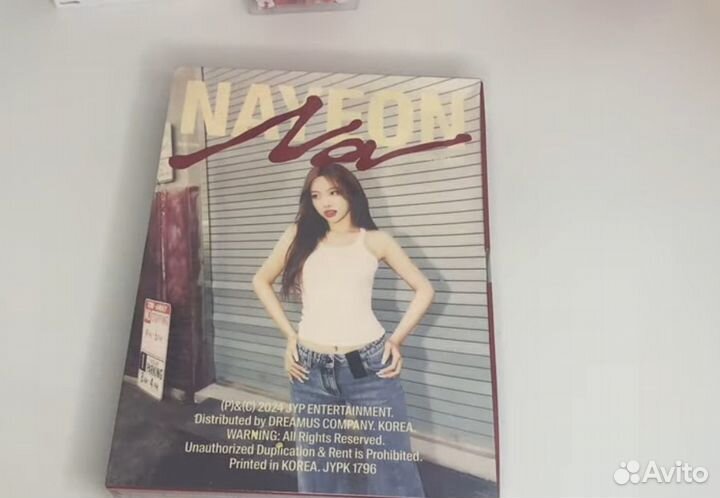 NAYEON
Na
(P)&(C) 2024 JYP ENTERTAINMENT.
Distributed by DREAMUS COMPANY. KOREA.
WARNING: All Rights Reserved.
Unauthorized Duplication & Rent is Prohibited.
Printed in KOREA. JYPK 1796
PARKING
Avito